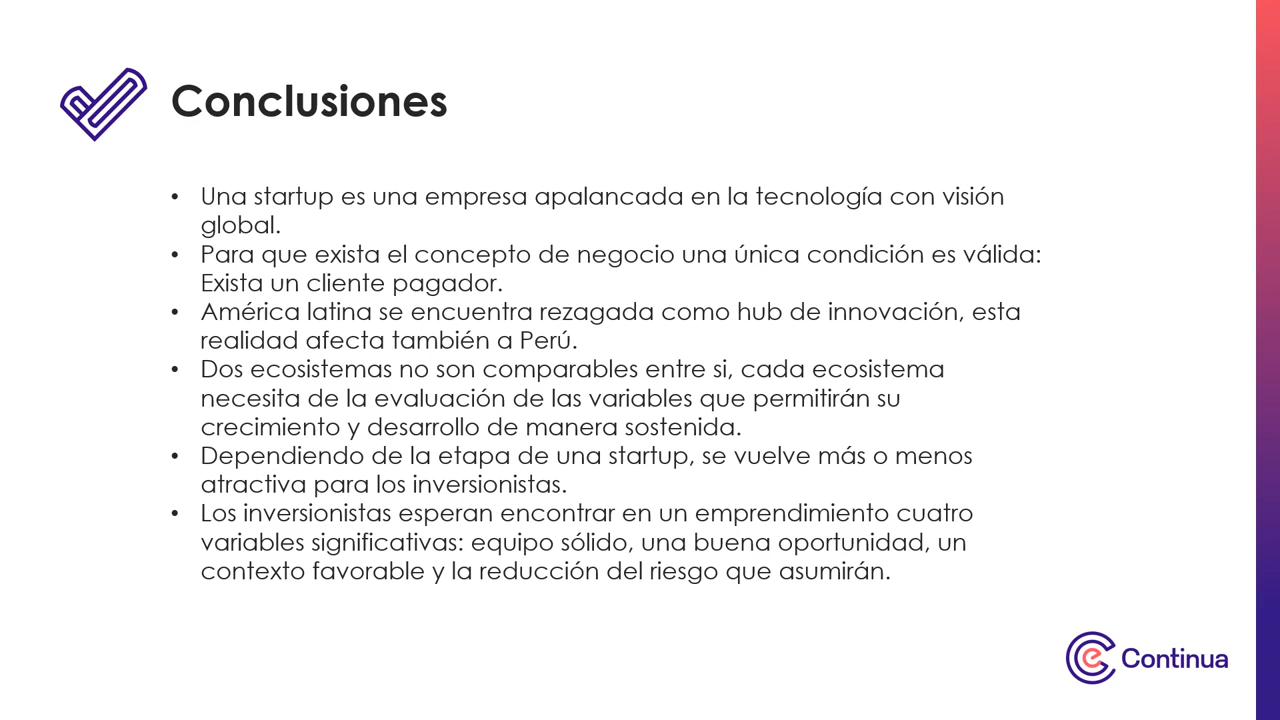 Conclusiones
• Una startup es una empresa apalancada en la tecnología con visión
global.
• Para que exista el concepto de negocio una única condición es válida:
Exista un cliente pagador.
• América latina se encuentra rezagada como hub de innovación, esta
realidad afecta también a Perú.
• Dos ecosistemas no son comparables entre si, cada ecosistema
necesita de la evaluación de las variables que permitirán su
crecimiento y desarrollo de manera sostenida.
• Dependiendo de la etapa de una startup, se vuelve más o menos
atractiva para los inversionistas.
• Los inversionistas esperan encontrar en un emprendimiento cuatro
variables significativas: equipo sólido, una buena oportunidad, un
contexto favorable y la reducción del riesgo que asumirán.
e Continua